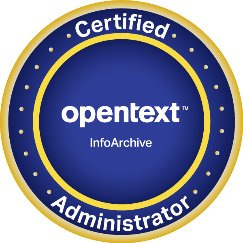 Certified
opentext™
InfoArchive
Administrator